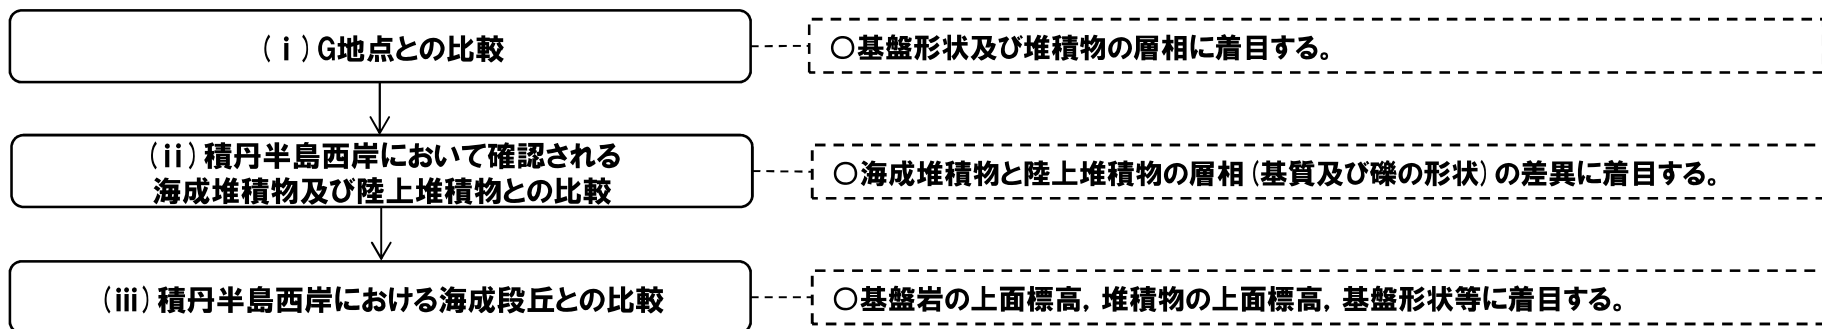 (ⅰ)G地点との比較
○基盤形状及び堆積物の層相に着目する。
(ⅱ)積丹半島西岸において確認される
海成堆積物及び陸上堆積物との比較
○海成堆積物と陸上堆積物の層相(基質及び礫の形状)の差異に着目する。
(ⅲ)積丹半島西岸における海成段丘との比較
○基盤岩の上面標高,堆積物の上面標高,基盤形状等に着目する。